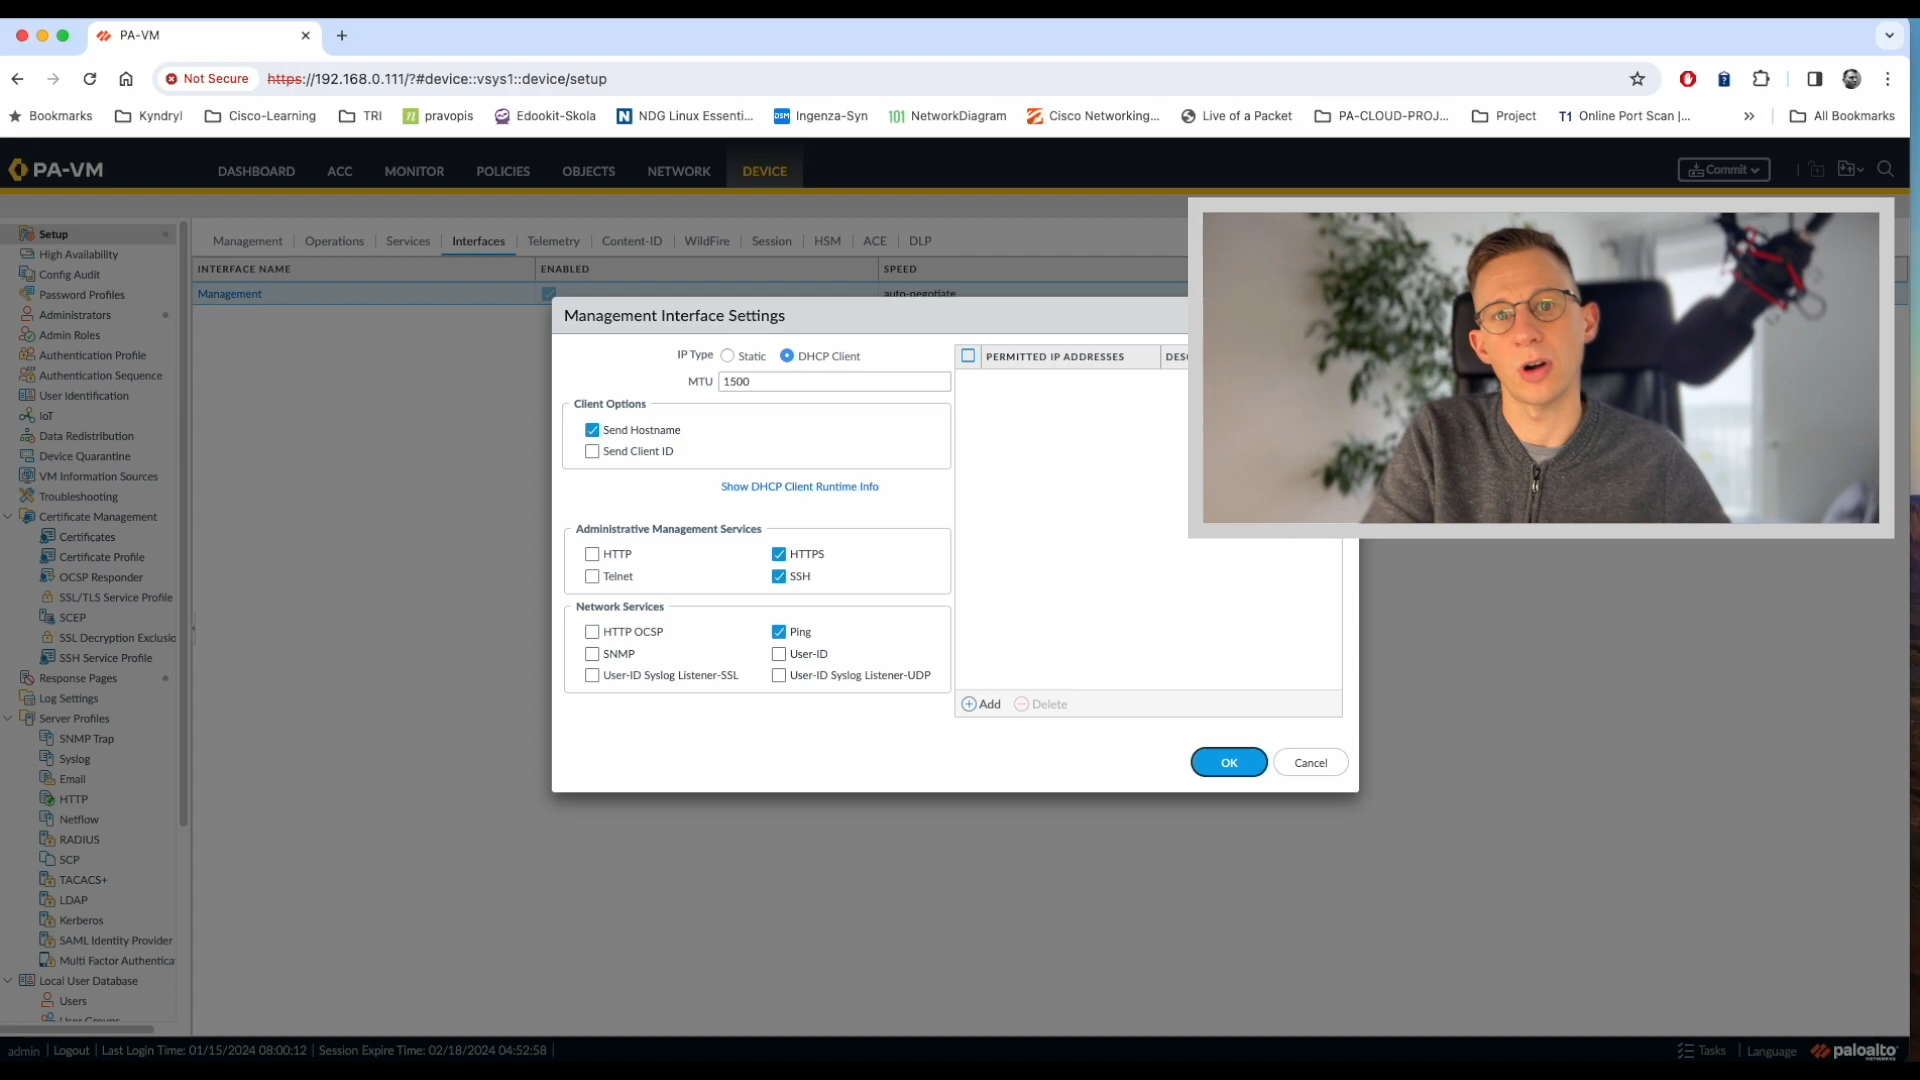 PA-VM
Not Secure https://192.168.0.111/?#device::vsys1::device/setup
Bookmarks Kyndryl Cisco-Learning TRI pravopis Edookit-Skola NDG Linux Essenti... Ingenza-Syn 101 NetworkDiagram Cisco Networking... Live of a Packet PA-CLOUD-PROJ... Project T1 Online Port Scan |... » All Bookmarks
PA-VM DASHBOARD ACC MONITOR POLICIES OBJECTS NETWORK DEVICE Commit
Setup
High Availability
Config Audit
Password Profiles
Administrators
Admin Roles
Authentication Profile
Authentication Sequence
User Identification
IoT
Data Redistribution
Device Quarantine
VM Information Sources
Troubleshooting
Certificate Management
Certificates
Certificate Profile
OCSP Responder
SSL/TLS Service Profile
SCEP
SSL Decryption Exclusio
SSH Service Profile
Response Pages
Log Settings
Server Profiles
SNMP Trap
Syslog
Email
HTTP
Netflow
RADIUS
SCP
TACACS+
LDAP
Kerberos
SAML Identity Provider
Multi Factor Authentica
Local User Database
Users
User Groups
Management Operations Services Interfaces Telemetry Content-ID WildFire Session HSM ACE DLP
INTERFACE NAME ENABLED SPEED
Management auto-negotiate
Management Interface Settings
IP Type Static DHCP Client
MTU 1500
Client Options
Send Hostname
Send Client ID
Show DHCP Client Runtime Info
Administrative Management Services
HTTP HTTPS
Telnet SSH
Network Services
HTTP OCSP Ping
SNMP User-ID
User-ID Syslog Listener-SSL User-ID Syslog Listener-UDP
PERMITTED IP ADDRESSES DESC
Add Delete
OK Cancel
admin | Logout | Last Login Time: 01/15/2024 08:00:12 | Session Expire Time: 02/18/2024 04:52:58 |
Tasks | Language paloalto NETWORKS